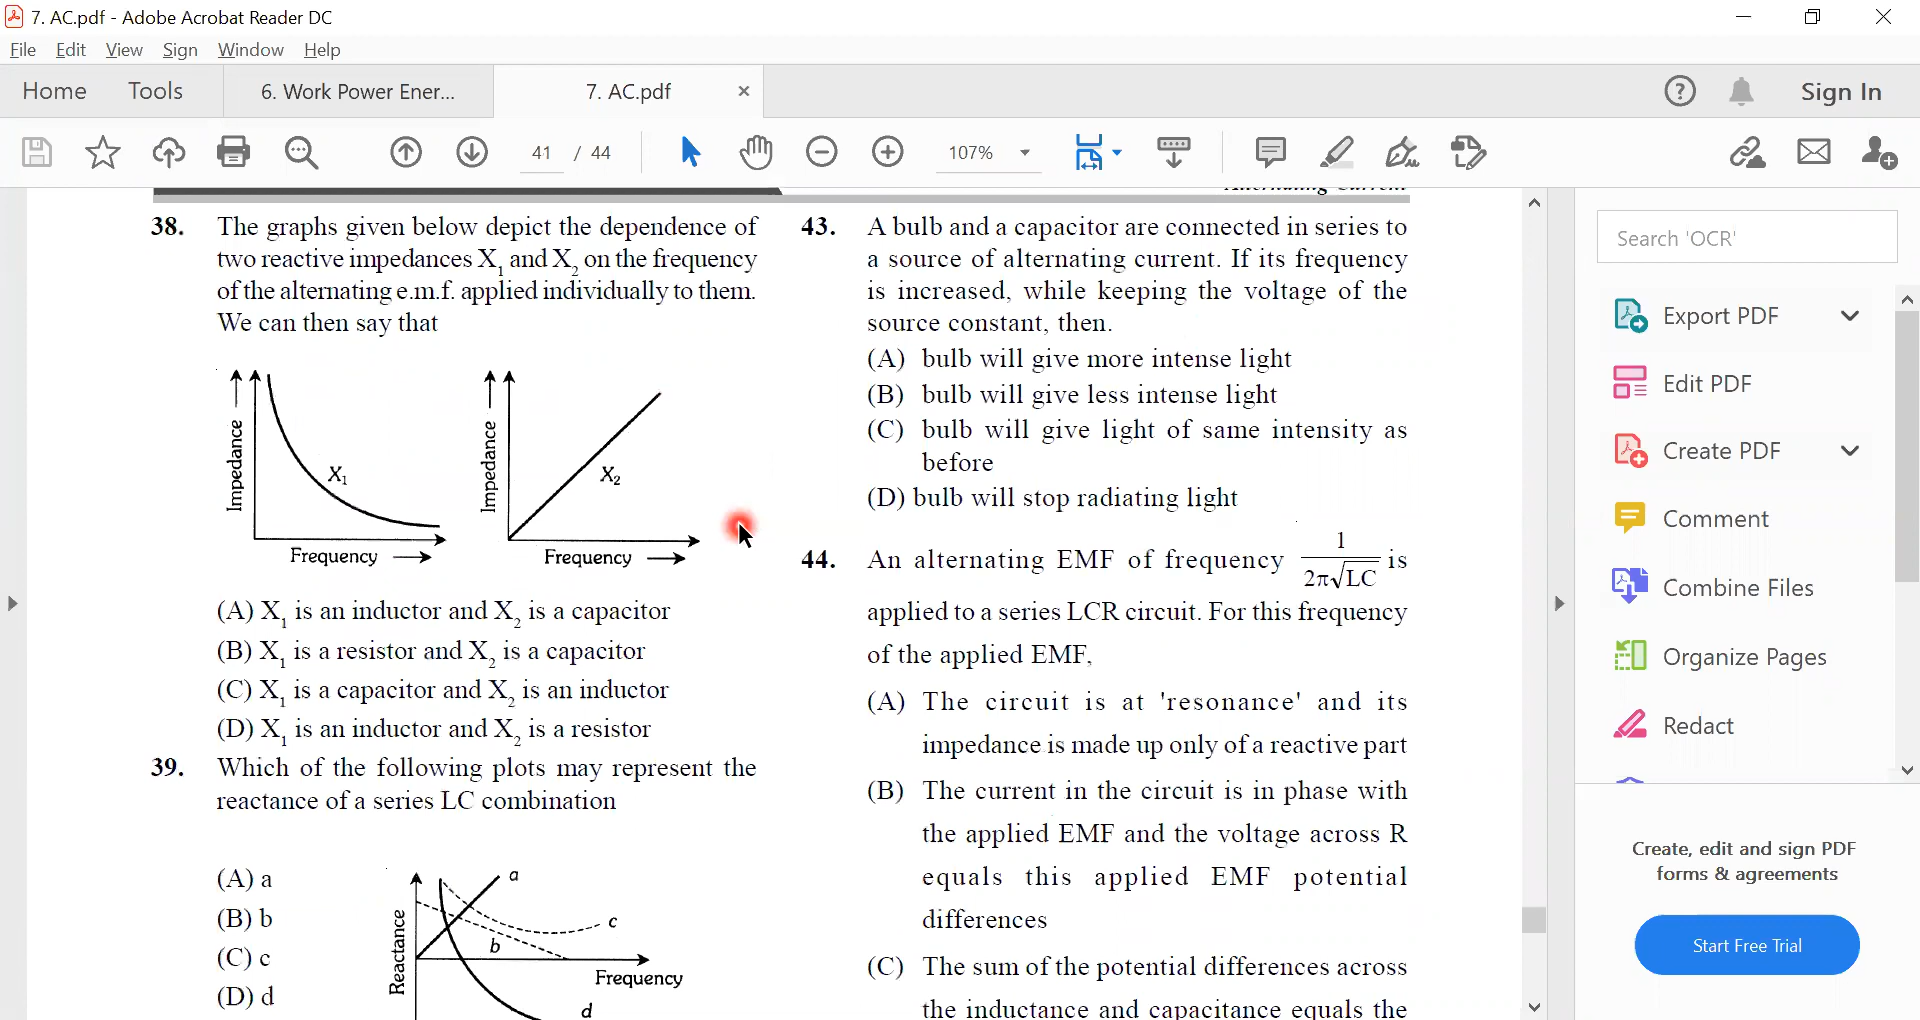 7. AC.pdf - Adobe Acrobat Reader DC
File Edit View Sign Window Help
Home Tools 6. Work Power Ener... 7. AC.pdf Sign In
41 / 44 107%
38. The graphs given below depict the dependence of
two reactive impedances X1 and X2 on the frequency
of the alternating e.m.f. applied individually to them.
We can then say that
Impedance
X1
Frequency
Impedance
X2
Frequency
(A) X1 is an inductor and X2 is a capacitor
(B) X1 is a resistor and X2 is a capacitor
(C) X1 is a capacitor and X2 is an inductor
(D) X1 is an inductor and X2 is a resistor
39. Which of the following plots may represent the
reactance of a series LC combination
(A) a
(B) b
(C) c
(D) d
Reactance
a
c
b
Frequency
d
43. A bulb and a capacitor are connected in series to
a source of alternating current. If its frequency
is increased, while keeping the voltage of the
source constant, then.
(A) bulb will give more intense light
(B) bulb will give less intense light
(C) bulb will give light of same intensity as
before
(D) bulb will stop radiating light
44. An alternating EMF of frequency 1/2π√LC is
applied to a series LCR circuit. For this frequency
of the applied EMF,
(A) The circuit is at 'resonance' and its
impedance is made up only of a reactive part
(B) The current in the circuit is in phase with
the applied EMF and the voltage across R
equals this applied EMF potential
differences
(C) The sum of the potential differences across
the inductance and capacitance equals the
Search 'OCR'
Export PDF
Edit PDF
Create PDF
Comment
Combine Files
Organize Pages
Redact
Create, edit and sign PDF
forms & agreements
Start Free Trial